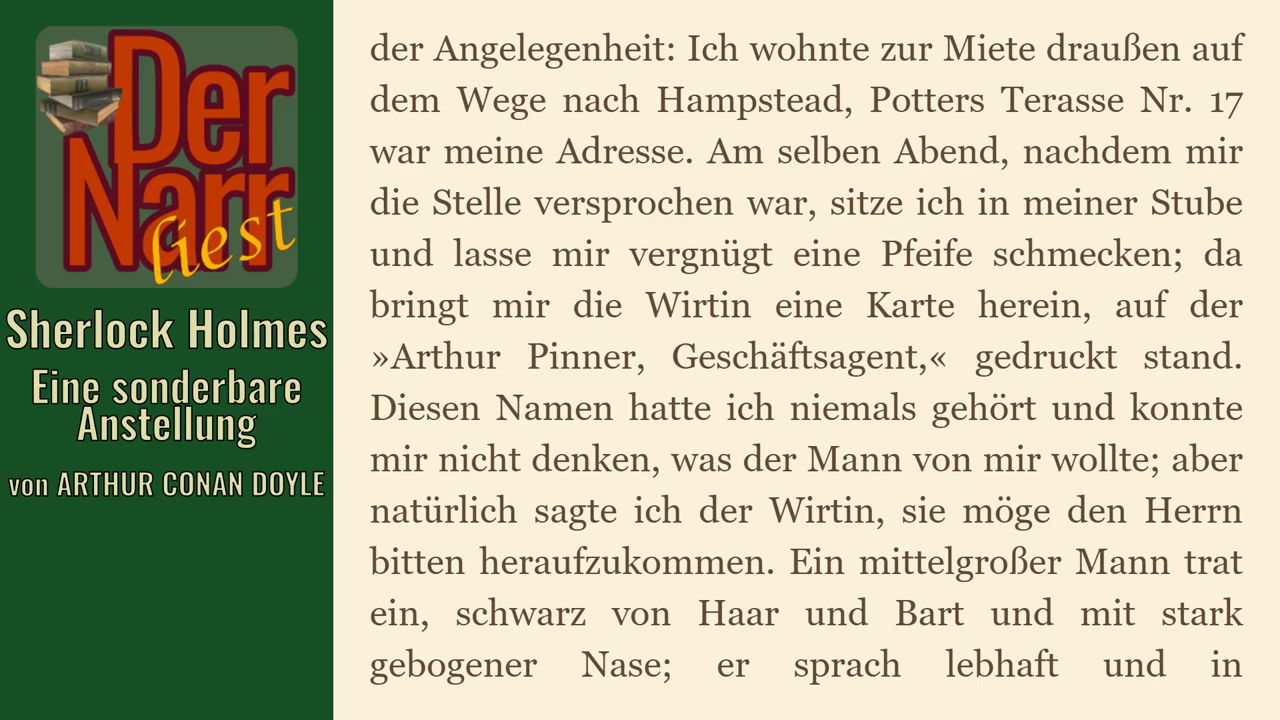 Der
Narr
liest
Sherlock Holmes
Eine sonderbare
Anstellung
von ARTHUR CONAN DOYLE
der Angelegenheit: Ich wohnte zur Miete draußen auf
dem Wege nach Hampstead, Potters Terasse Nr. 17
war meine Adresse. Am selben Abend, nachdem mir
die Stelle versprochen war, sitze ich in meiner Stube
und lasse mir vergnügt eine Pfeife schmecken; da
bringt mir die Wirtin eine Karte herein, auf der
»Arthur Pinner, Geschäftsagent,« gedruckt stand.
Diesen Namen hatte ich niemals gehört und konnte
mir nicht denken, was der Mann von mir wollte; aber
natürlich sagte ich der Wirtin, sie möge den Herrn
bitten heraufzukommen. Ein mittelgroßer Mann trat
ein, schwarz von Haar und Bart und mit stark
gebogener Nase; er sprach lebhaft und in